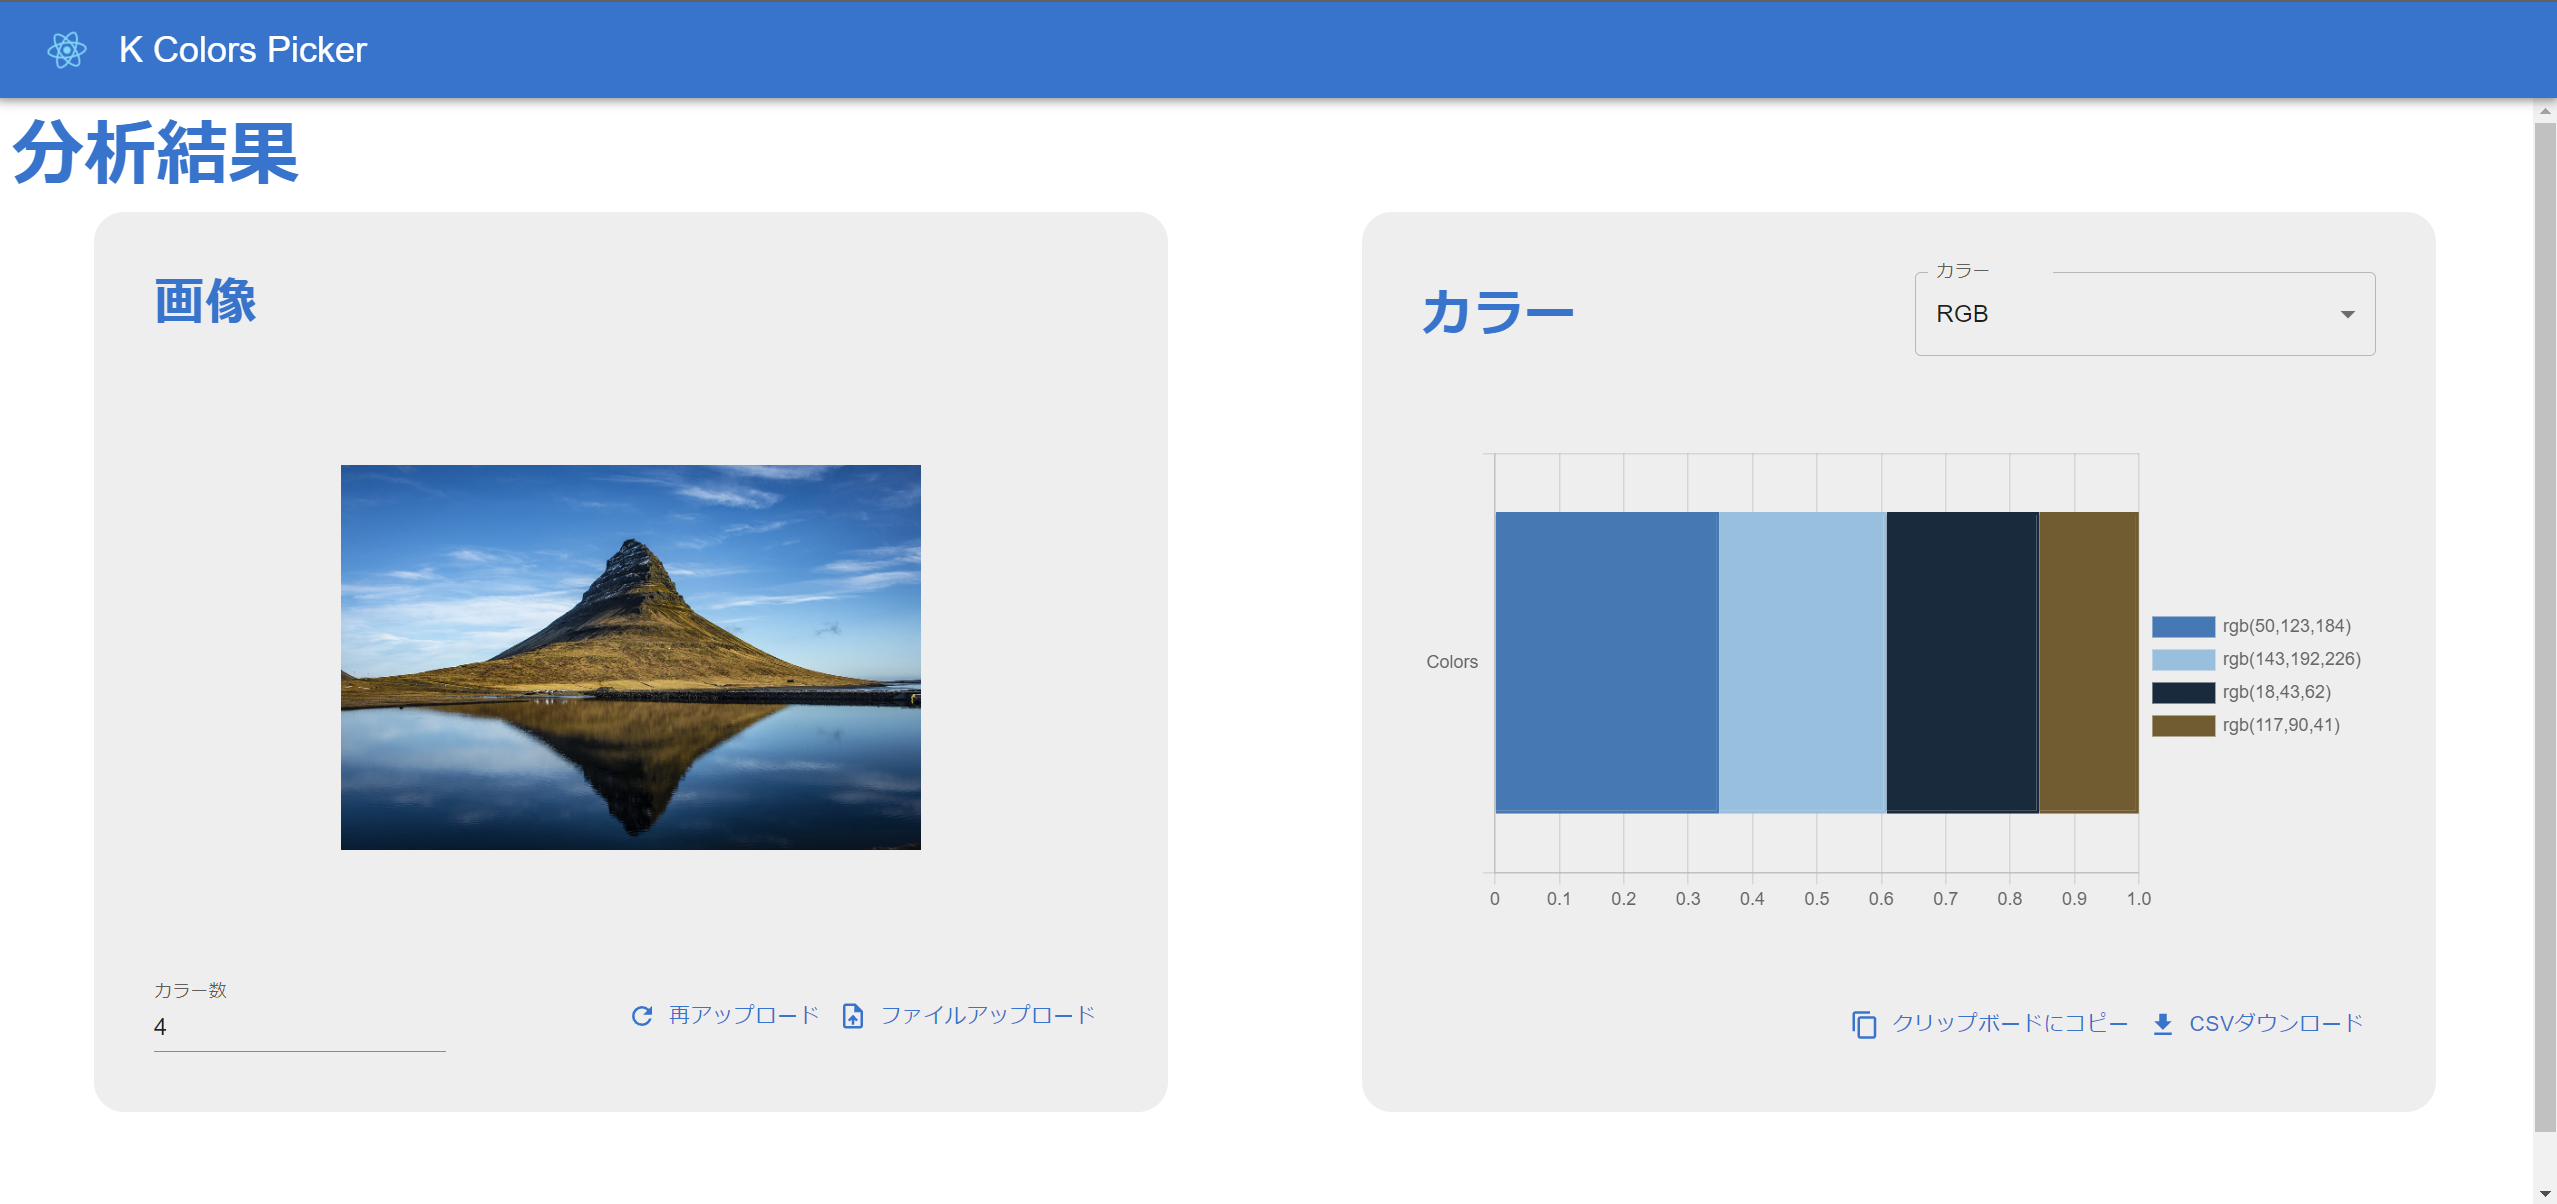 K Colors Picker
分析結果
画像
カラー数
4
再アップロード
ファイルアップロード
カラー
カラー
RGB
Colors
rgb(50,123,184)
rgb(143,192,226)
rgb(18,43,62)
rgb(117,90,41)
0 0.1 0.2 0.3 0.4 0.5 0.6 0.7 0.8 0.9 1.0
クリップボードにコピー
CSVダウンロード